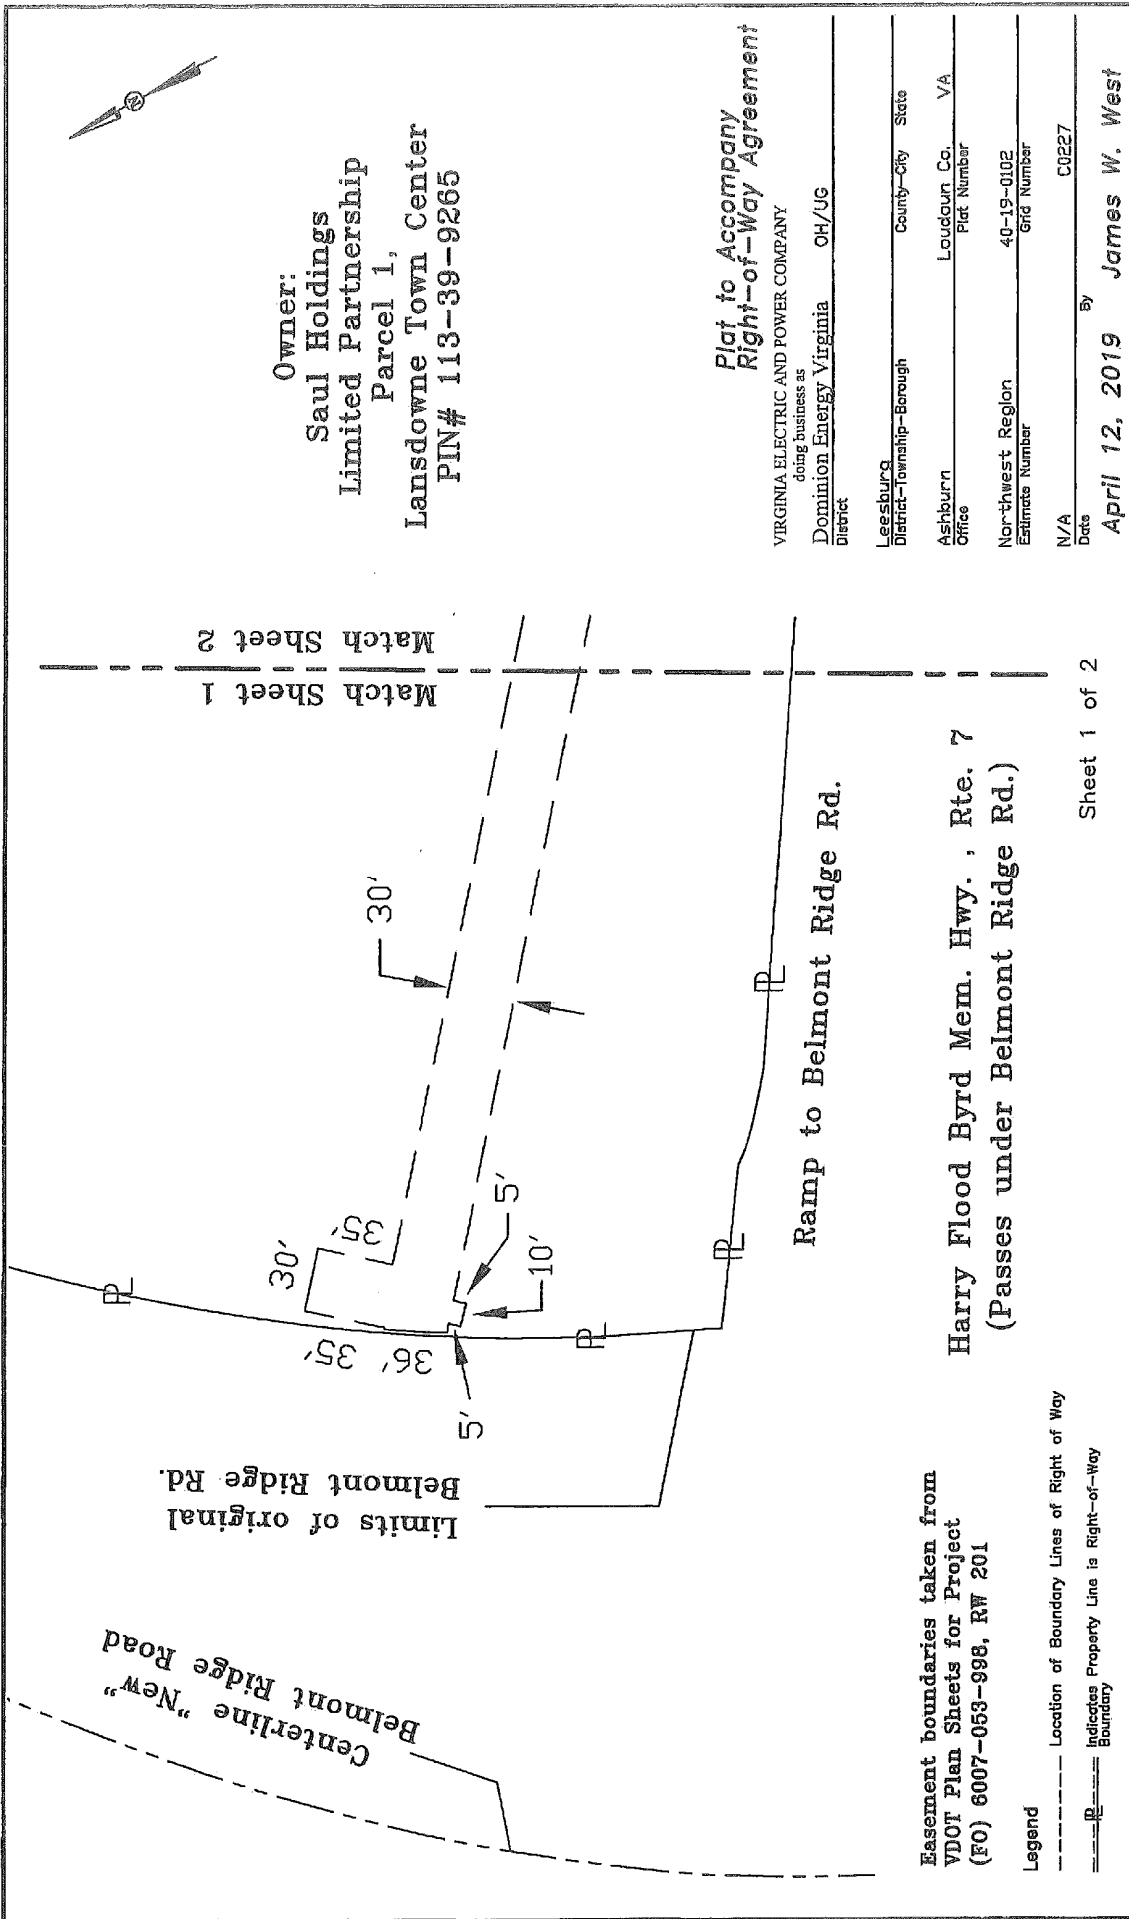 Owner:
Saul Holdings
Limited Partnership
Parcel 1,
Lansdowne Town Center
PIN# 113-39-9265
N
Match Sheet 2
Match Sheet 1
30'
30'
35'
35'
36'
5'
10'
5'
Limits of original
Belmont Ridge Rd.
Centerline "New"
Belmont Ridge Road
PL
PL
PL
PL
Ramp to Belmont Ridge Rd.
Harry Flood Byrd Mem. Hwy. , Rte. 7
(Passes under Belmont Ridge Rd.)
Sheet 1 of 2
Easement boundaries taken from
VDOT Plan Sheets for Project
(FO) 6007-053-998, RW 201
Legend
Location of Boundary Lines of Right of Way
PL Indicates Property Line is Right-of-Way
Boundary
Plat to Accompany
Right-of-Way Agreement
VIRGINIA ELECTRIC AND POWER COMPANY
doing business as
Dominion Energy Virginia OH/UG
District
Leesburg
District-Township-Borough County-City State
Ashburn Loudoun Co. VA
Office Plat Number
Northwest Region 40-19-0102
Estimate Number Grid Number
N/A C0227
Date By
April 12, 2019 James W. West